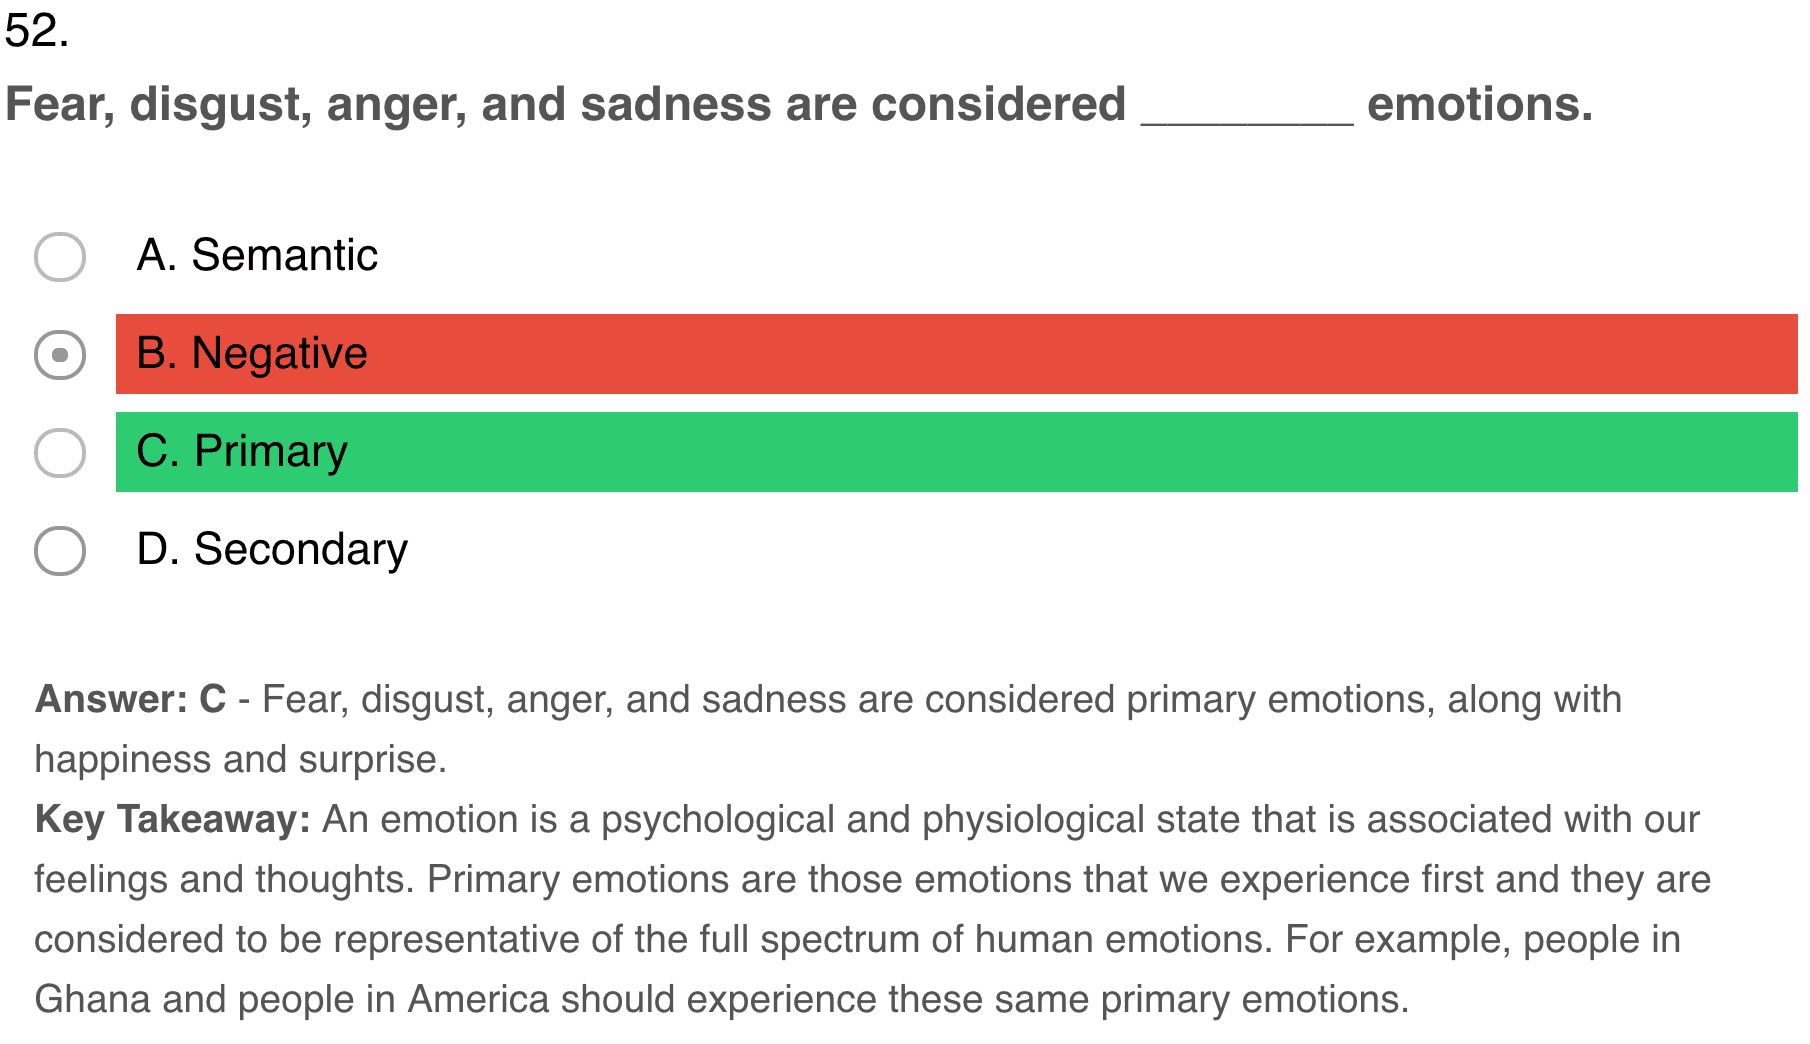 52.
Fear, disgust, anger, and sadness are considered ________ emotions.
A. Semantic
B. Negative
C. Primary
D. Secondary
Answer: C - Fear, disgust, anger, and sadness are considered primary emotions, along with
happiness and surprise.
Key Takeaway: An emotion is a psychological and physiological state that is associated with our
feelings and thoughts. Primary emotions are those emotions that we experience first and they are
considered to be representative of the full spectrum of human emotions. For example, people in
Ghana and people in America should experience these same primary emotions.